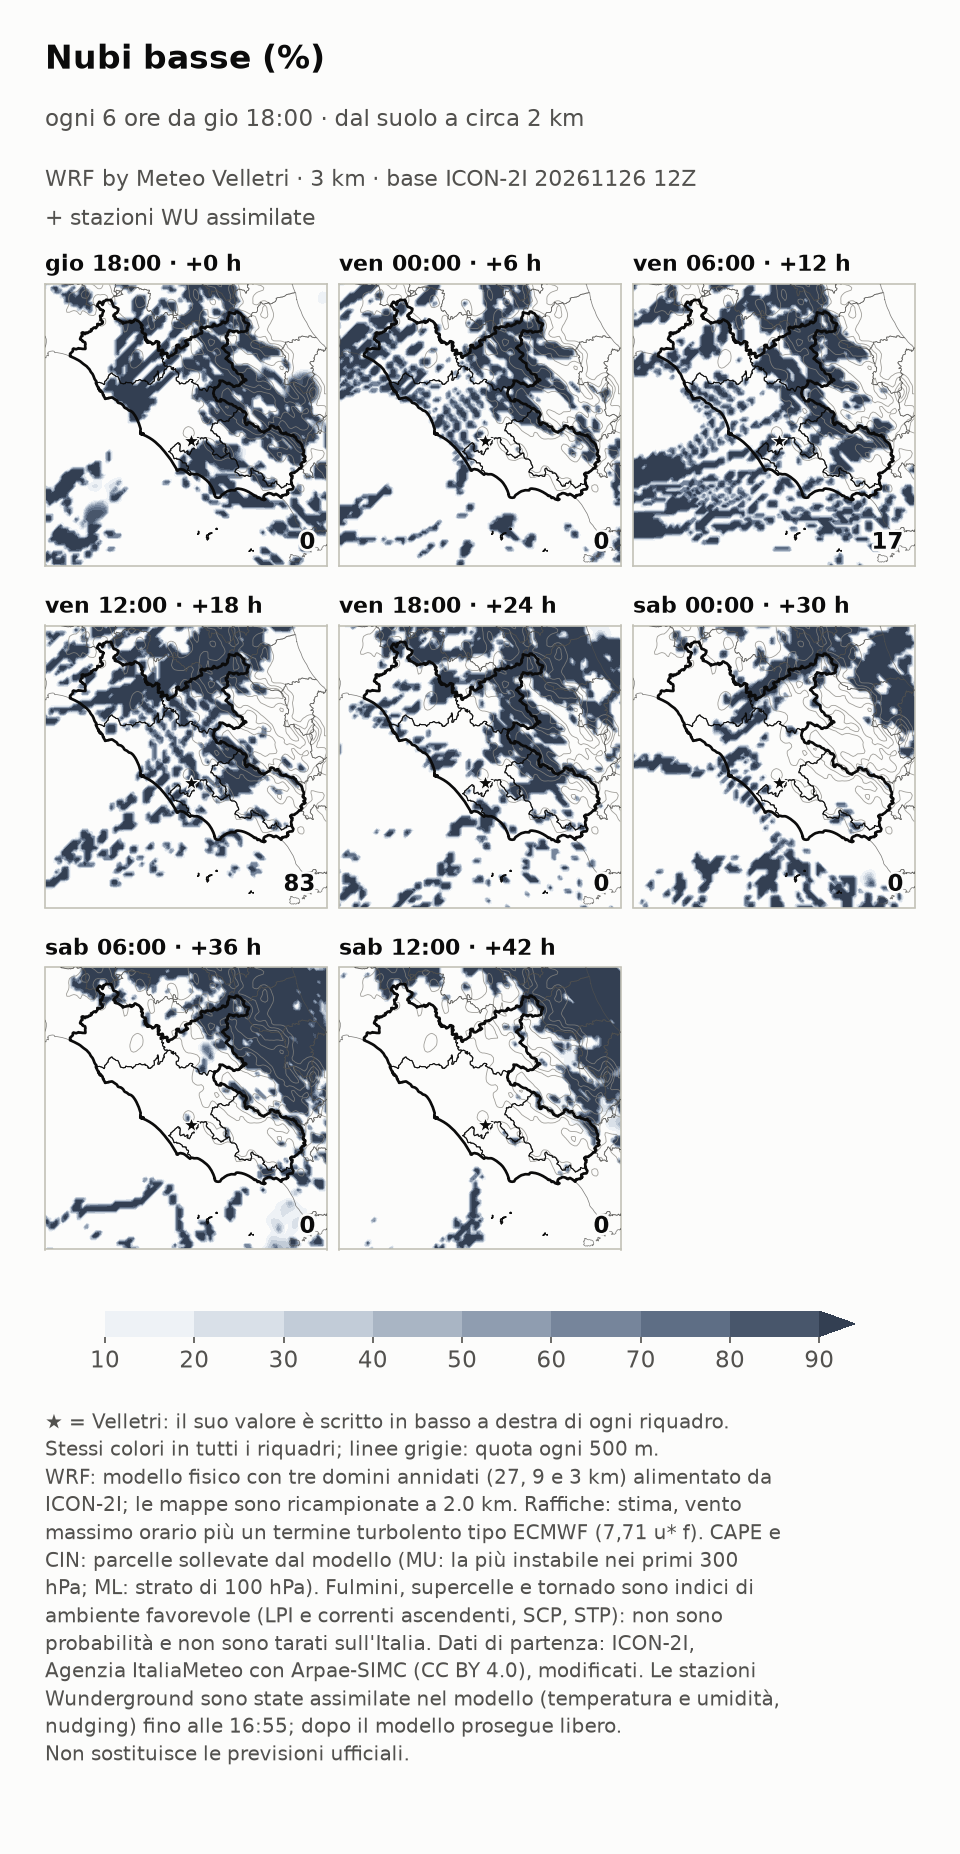 Nubi basse (%)
ogni 6 ore da gio 18:00 · dal suolo a circa 2 km
WRF by Meteo Velletri · 3 km · base ICON-2I 20261126 12Z
+ stazioni WU assimilate
gio 18:00 · +0 h
ven 00:00 · +6 h
ven 06:00 · +12 h
0
0
17
ven 12:00 · +18 h
ven 18:00 · +24 h
sab 00:00 · +30 h
83
0
0
sab 06:00 · +36 h
sab 12:00 · +42 h
0
0
10 20 30 40 50 60 70 80 90
★ = Velletri: il suo valore è scritto in basso a destra di ogni riquadro.
Stessi colori in tutti i riquadri; linee grigie: quota ogni 500 m.
WRF: modello fisico con tre domini annidati (27, 9 e 3 km) alimentato da
ICON-2I; le mappe sono ricampionate a 2.0 km. Raffiche: stima, vento
massimo orario più un termine turbolento tipo ECMWF (7,71 u* f). CAPE e
CIN: parcelle sollevate dal modello (MU: la più instabile nei primi 300
hPa; ML: strato di 100 hPa). Fulmini, supercelle e tornado sono indici di
ambiente favorevole (LPI e correnti ascendenti, SCP, STP): non sono
probabilità e non sono tarati sull'Italia. Dati di partenza: ICON-2I,
Agenzia ItaliaMeteo con Arpae-SIMC (CC BY 4.0), modificati. Le stazioni
Wunderground sono state assimilate nel modello (temperatura e umidità,
nudging) fino alle 16:55; dopo il modello prosegue libero.
Non sostituisce le previsioni ufficiali.